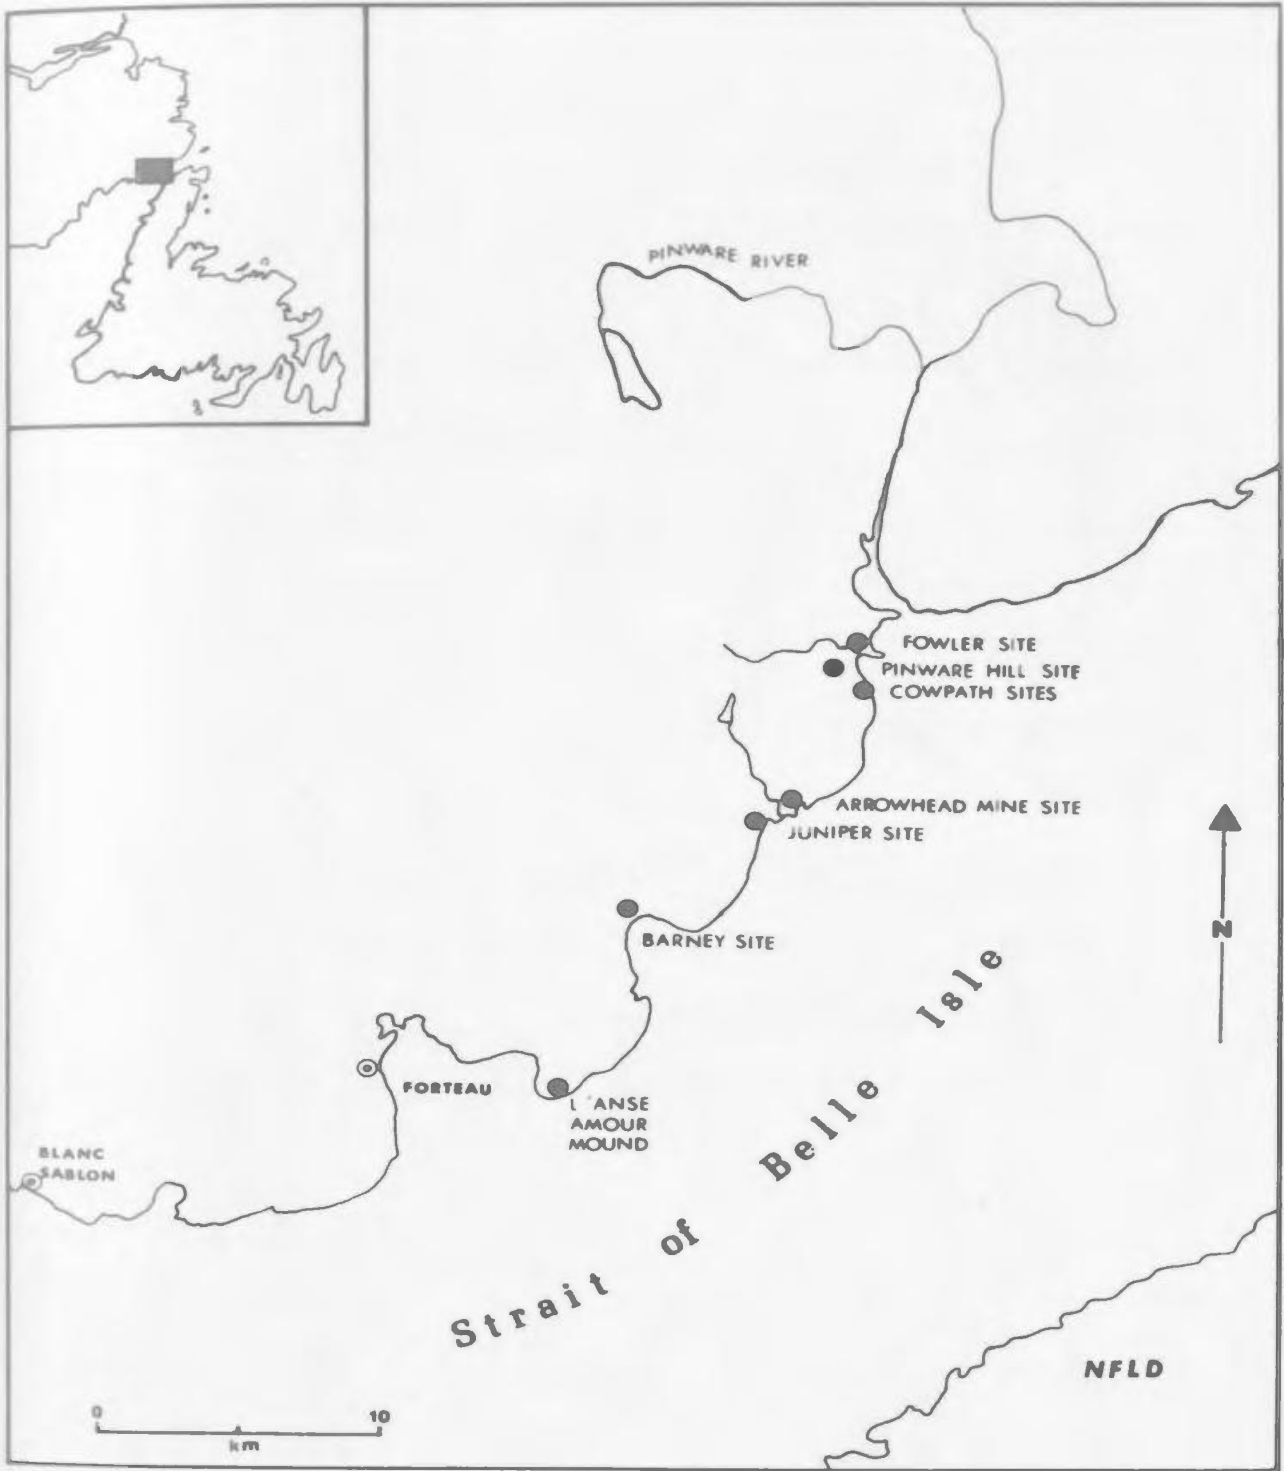 PINWARE RIVER
FOWLER SITE
PINWARE HILL SITE
COWPATH SITES
ARROWHEAD MINE SITE
JUNIPER SITE
N
BARNEY SITE
FORTEAU
L'ANSE
AMOUR
MOUND
BLANC
SABLON
Strait of Belle Isle
NFLD
0 10
km